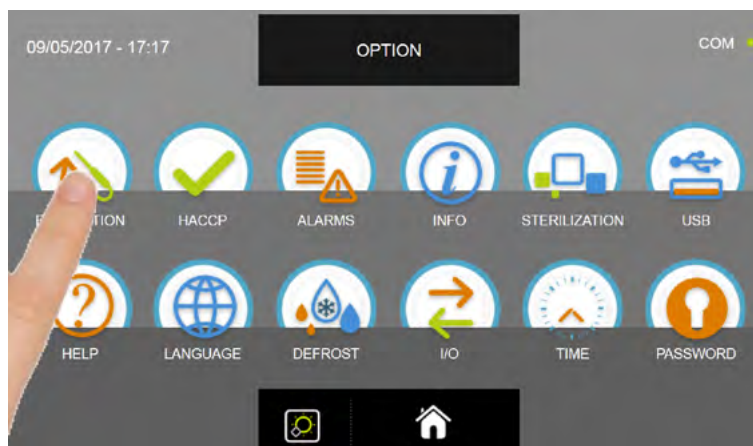 09/05/2017 - 17:17
OPTION
COM
HACCP
ALARMS
INFO
STERILIZATION
USB
HELP
LANGUAGE
DEFROST
I/O
TIME
PASSWORD